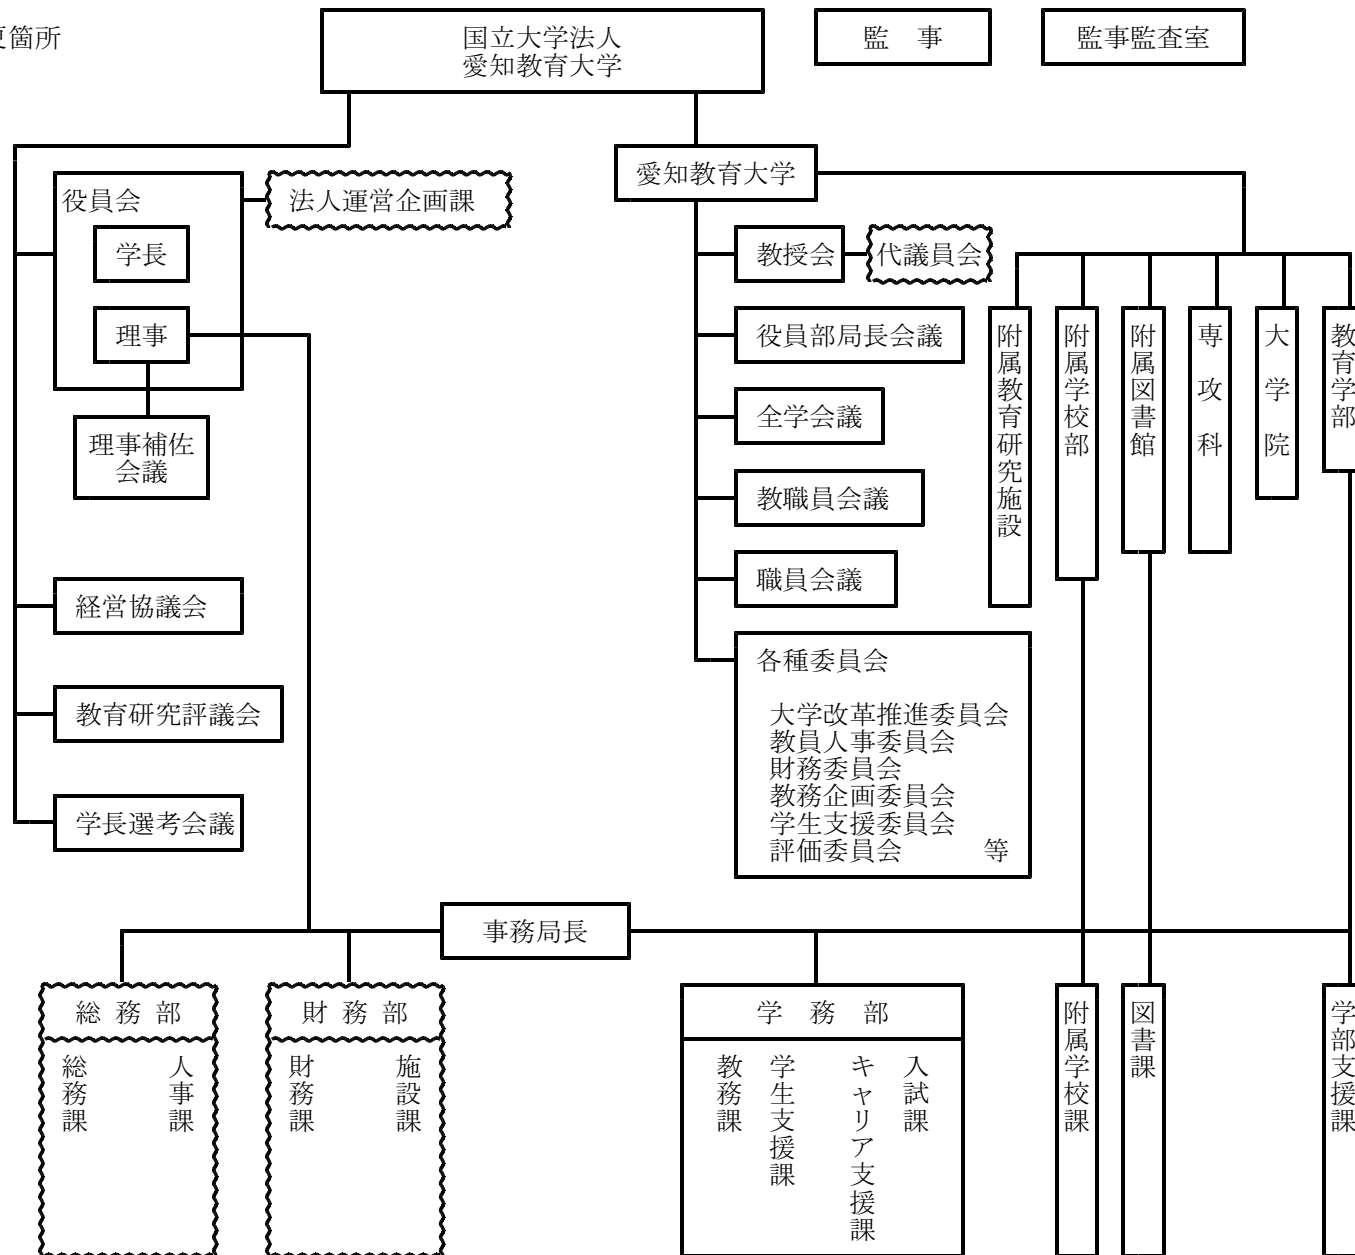 更箇所
国立大学法人
愛知教育大学
監　事
監事監査室
愛知教育大学
役員会
法人運営企画課
学長
理事
理事補佐
会議
経営協議会
教育研究評議会
学長選考会議
教授会
代議員会
役員部局長会議
全学会議
教職員会議
職員会議
各種委員会
大学改革推進委員会
教員人事委員会
財務委員会
教務企画委員会
学生支援委員会
評価委員会　　　等
附属教育研究施設
附属学校部
附属図書館
専攻科
大学院
教育学部
事務局長
総 務 部
総務課
人事課
財 務 部
財務課
施設課
学　務　部
教務課
学生支援課
キャリア支援課
入試課
附属学校課
図書課
学部支援課